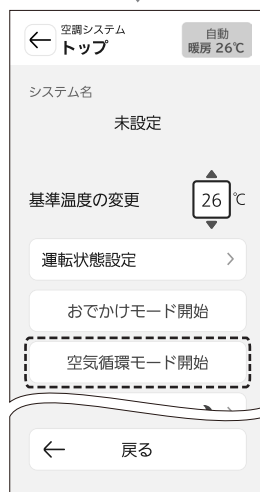 空調システム
トップ
自動
暖房 26℃
システム名
未設定
基準温度の変更
26 ℃
運転状態設定
おでかけモード開始
空気循環モード開始
戻る